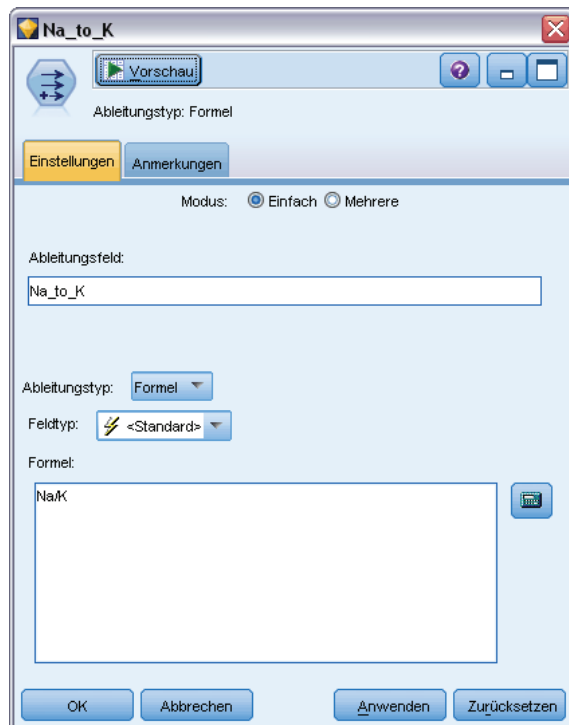 Na_to_K
Vorschau
Ableitungstyp: Formel
Einstellungen Anmerkungen
Modus: Einfach Mehrere
Ableitungsfeld:
Na_to_K
Ableitungstyp: Formel
Feldtyp: <Standard>
Formel:
Na/K
OK Abbrechen Anwenden Zurücksetzen